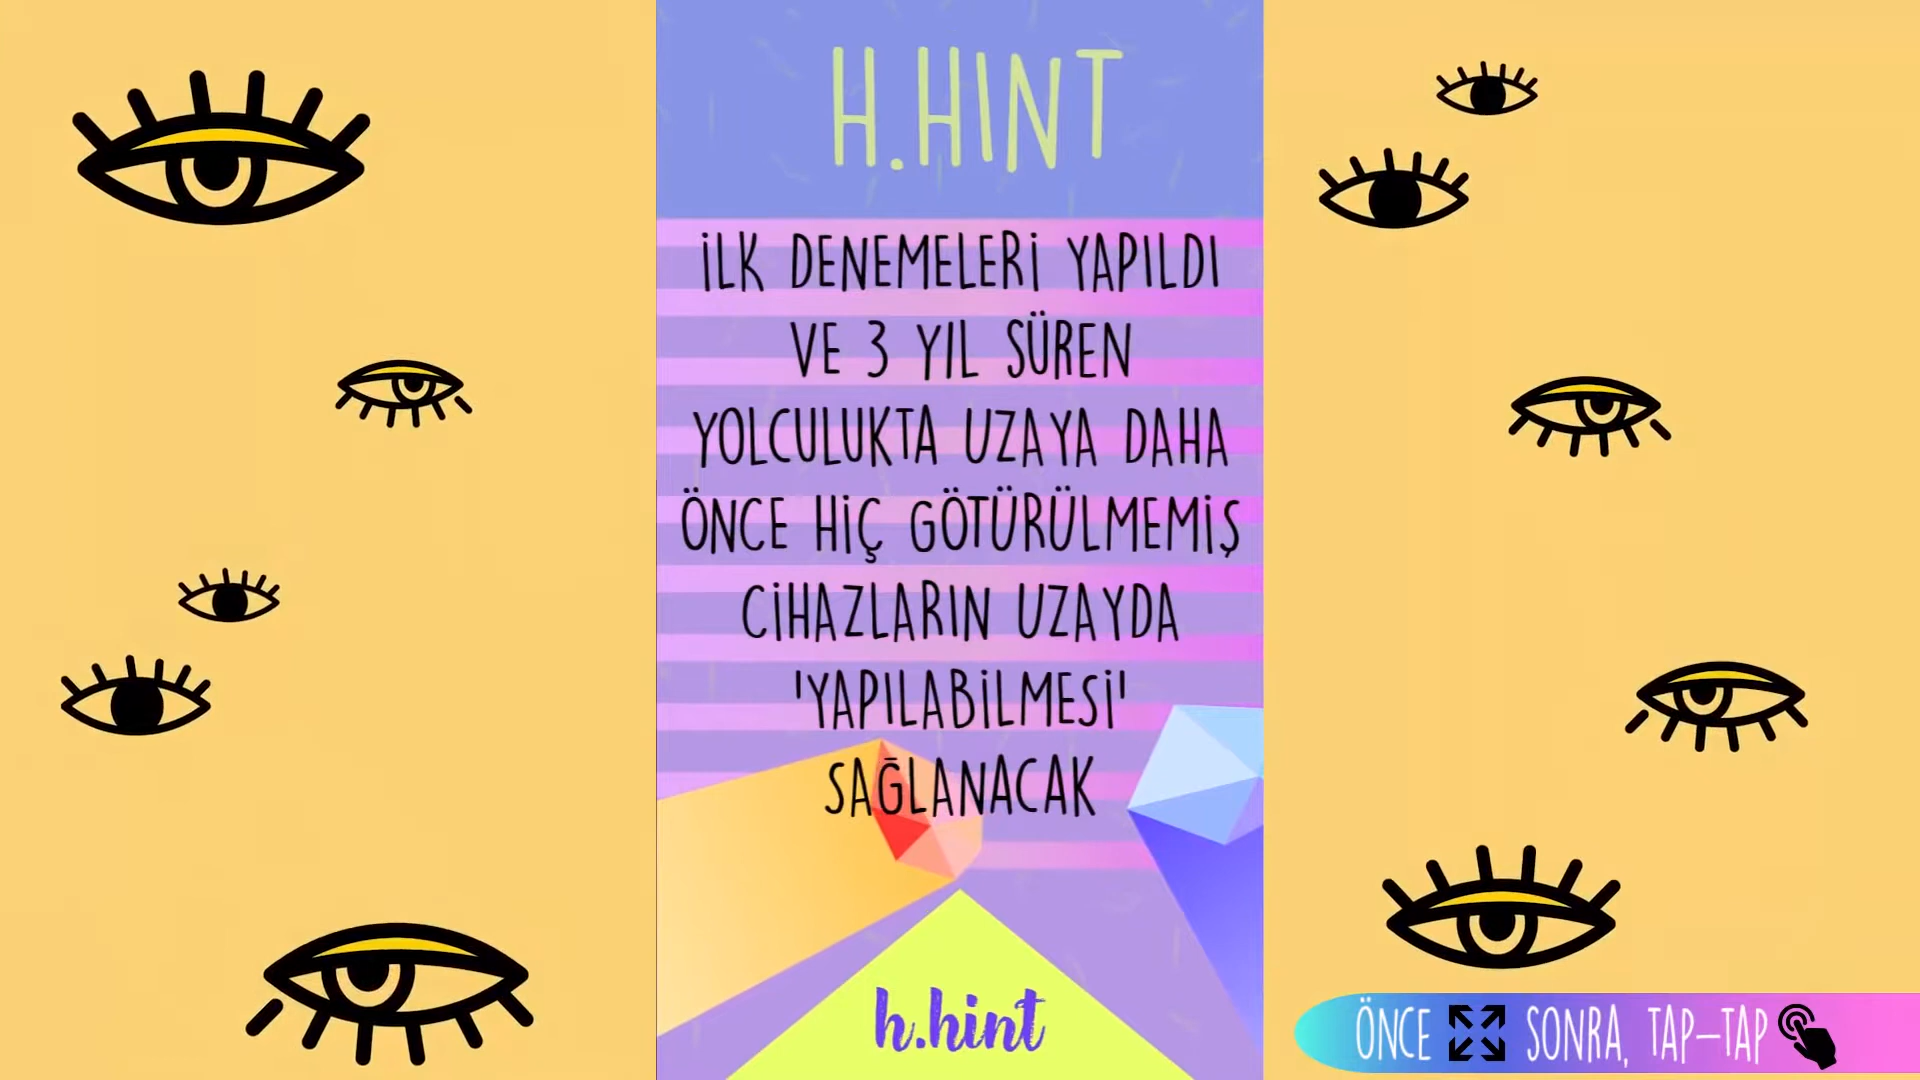 H.HINT
İLK DENEMELERİ YAPILDI
VE 3 YIL SÜREN
YOLCULUKTA UZAYA DAHA
ÖNCE HİÇ GÖTÜRÜLMEMİŞ
CİHAZLARIN UZAYDA
'YAPILABİLMESİ'
SAĞLANACAK
h.hint
ÖNCE SONRA, TAP-TAP